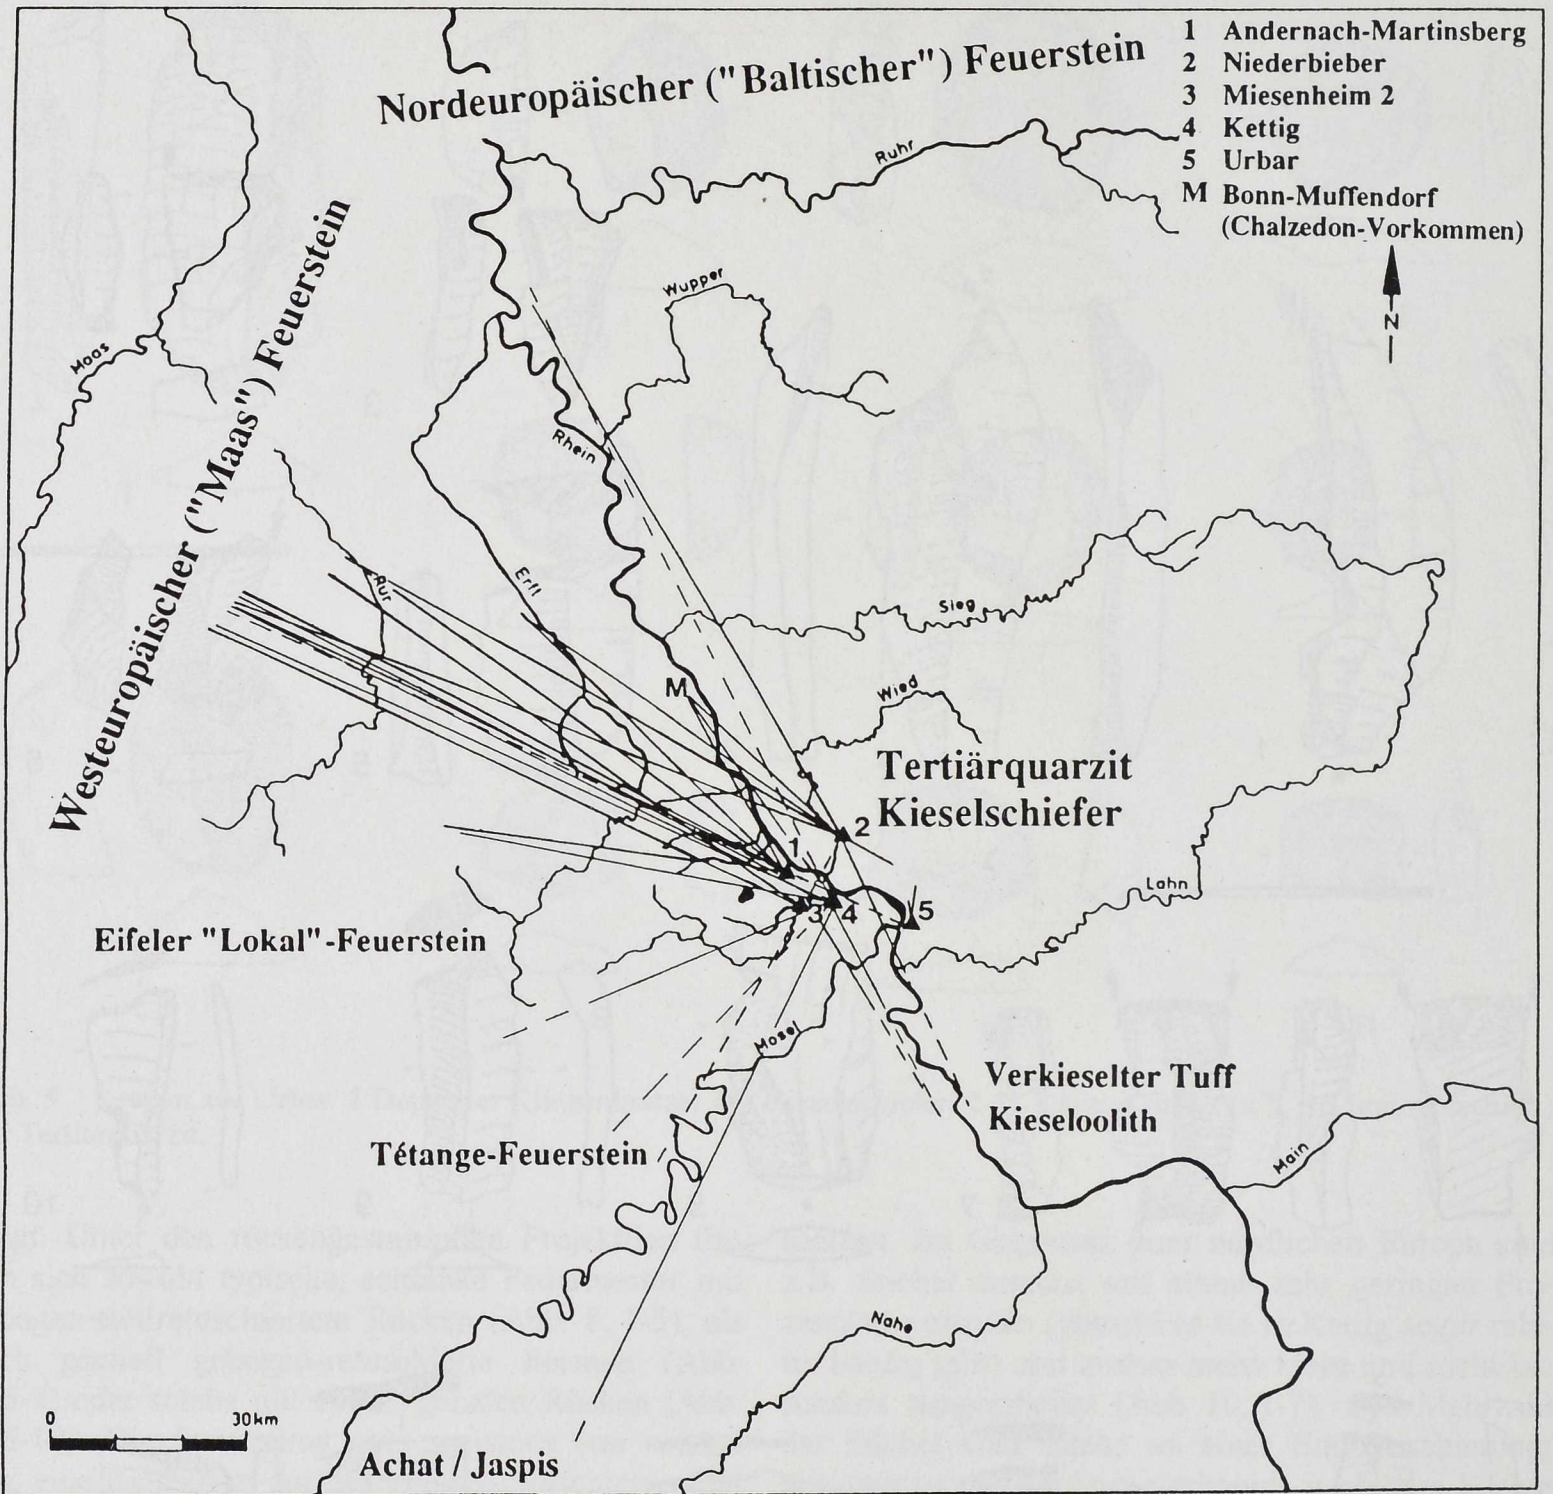 Nordeuropäischer ("Baltischer") Feuerstein
1 Andernach-Martinsberg
2 Niederbieber
3 Miesenheim 2
4 Kettig
5 Urbar
M Bonn-Muffendorf
(Chalzedon-Vorkommen)
N
Ruhr
Wupper
Maas
Westeuropäischer ("Maas") Feuerstein
Rhein
Rur
Erft
Sieg
M
Wied
Tertiärquarzit
Kieselschiefer
2
1
3
4
5
Lahn
Eifeler "Lokal"-Feuerstein
Mosel
Verkieselter Tuff
Kieseloolith
Tétange-Feuerstein
Main
Nahe
0 30km
Achat / Jaspis